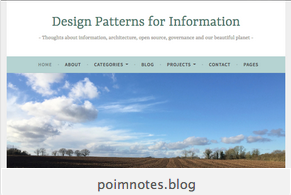 Design Patterns for Information
- Thoughts about information, architecture, open source, governance and our beautiful planet -
HOME ABOUT CATEGORIES BLOG PROJECTS CONTACT PAGES
poimnotes.blog